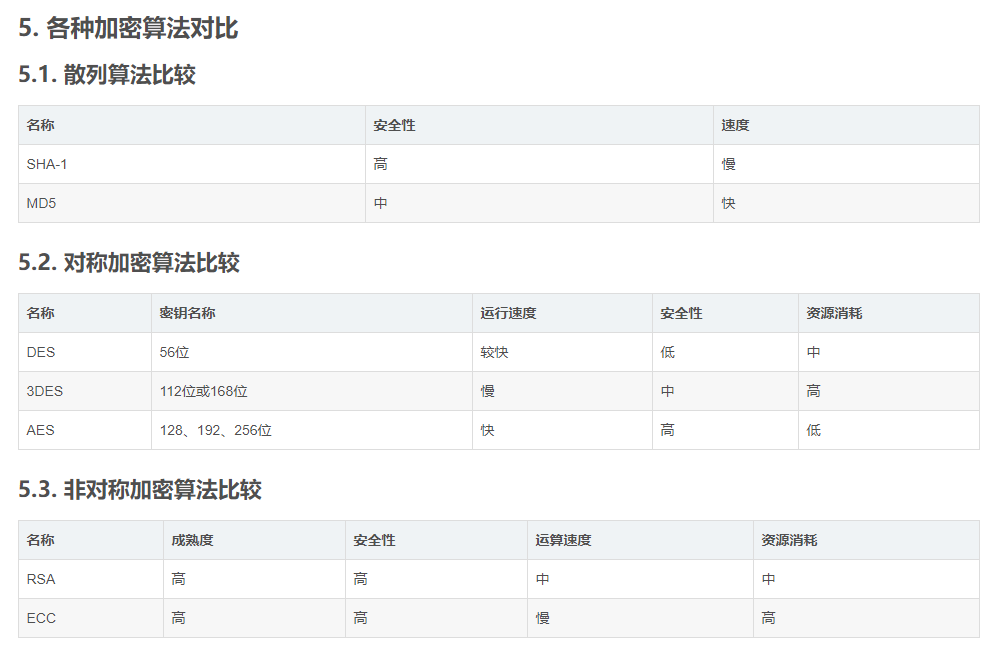 5. 各种加密算法对比
5.1. 散列算法比较
名称 安全性 速度
SHA-1 高 慢
MD5 中 快
5.2. 对称加密算法比较
名称 密钥名称 运行速度 安全性 资源消耗
DES 56位 较快 低 中
3DES 112位或168位 慢 中 高
AES 128、192、256位 快 高 低
5.3. 非对称加密算法比较
名称 成熟度 安全性 运算速度 资源消耗
RSA 高 高 中 中
ECC 高 高 慢 高